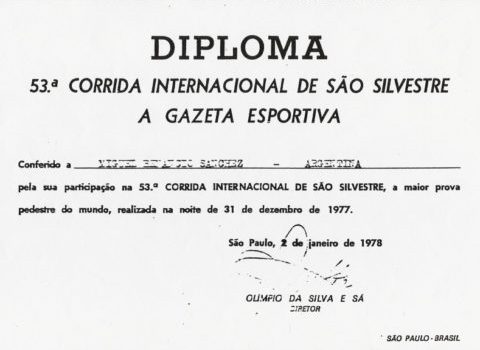 DIPLOMA
53.ª CORRIDA INTERNACIONAL DE SÃO SILVESTRE
A GAZETA ESPORTIVA
Conferido a MIGUEL BENANCIO SANCHEZ - ARGENTINA
pela sua participação na 53.ª CORRIDA INTERNACIONAL DE SÃO SILVESTRE, a maior prova
pedestre do mundo, realizada na noite de 31 de dezembro de 1977.
São Paulo, 2 de janeiro de 1978
OLIMPIO DA SILVA E SÁ
DIRETOR
SÃO PAULO - BRASIL